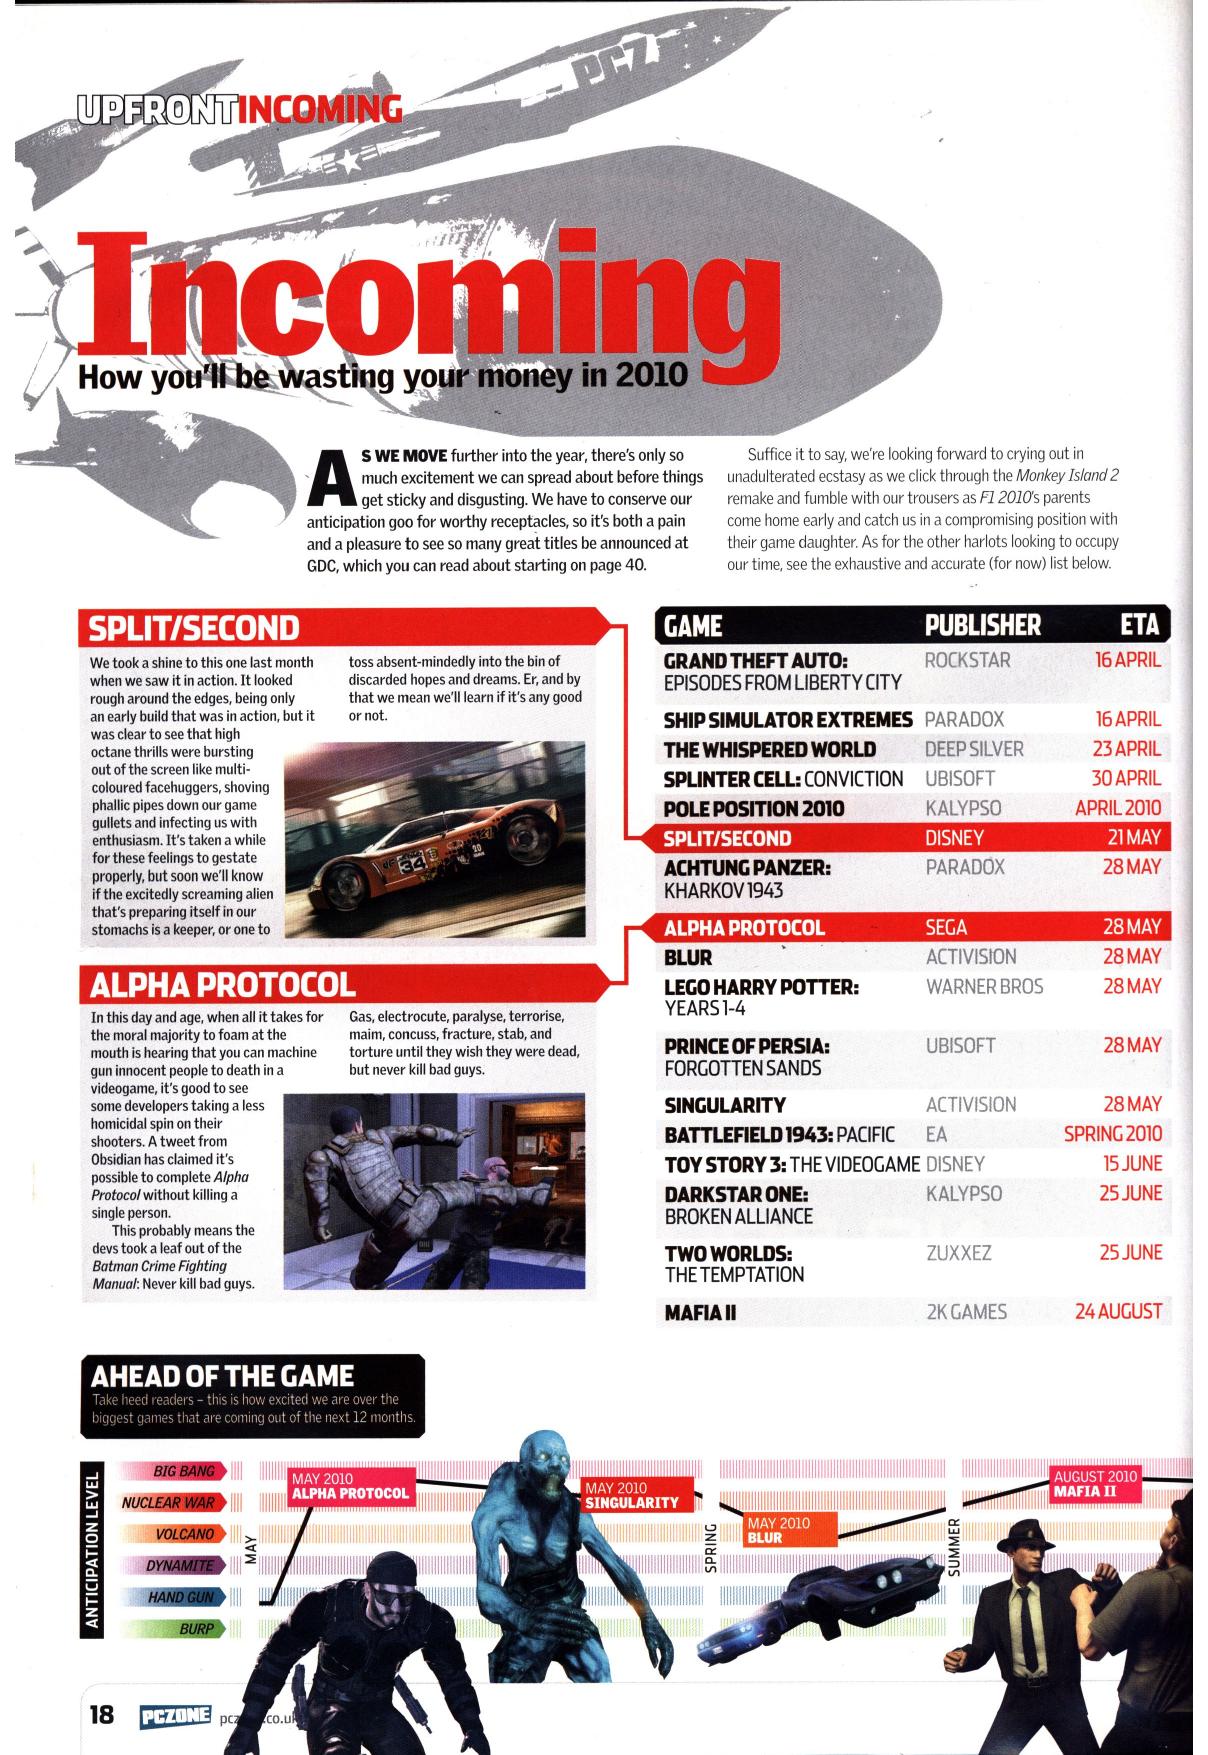 PCZ
UPFRONTINCOMING
Incoming
How you'll be wasting your money in 2010
AS WE MOVE further into the year, there's only so
much excitement we can spread about before things
get sticky and disgusting. We have to conserve our
anticipation goo for worthy receptacles, so it's both a pain
and a pleasure to see so many great titles be announced at
GDC, which you can read about starting on page 40.
Suffice it to say, we're looking forward to crying out in
unadulterated ecstasy as we click through the Monkey Island 2
remake and fumble with our trousers as F1 2010's parents
come home early and catch us in a compromising position with
their game daughter. As for the other harlots looking to occupy
our time, see the exhaustive and accurate (for now) list below.
SPLIT/SECOND
We took a shine to this one last month
when we saw it in action. It looked
rough around the edges, being only
an early build that was in action, but it
was clear to see that high
octane thrills were bursting
out of the screen like multi-
coloured facehuggers, shoving
phallic pipes down our game
gullets and infecting us with
enthusiasm. It's taken a while
for these feelings to gestate
properly, but soon we'll know
if the excitedly screaming alien
that's preparing itself in our
stomachs is a keeper, or one to
toss absent-mindedly into the bin of
discarded hopes and dreams. Er, and by
that we mean we'll learn if it's any good
or not.
34
20
ALPHA PROTOCOL
In this day and age, when all it takes for
the moral majority to foam at the
mouth is hearing that you can machine
gun innocent people to death in a
videogame, it's good to see
some developers taking a less
homicidal spin on their
shooters. A tweet from
Obsidian has claimed it's
possible to complete Alpha
Protocol without killing a
single person.
This probably means the
devs took a leaf out of the
Batman Crime Fighting
Manual: Never kill bad guys.
Gas, electrocute, paralyse, terrorise,
maim, concuss, fracture, stab, and
torture until they wish they were dead,
but never kill bad guys.
GAME PUBLISHER ETA
GRAND THEFT AUTO: ROCKSTAR 16 APRIL
EPISODES FROM LIBERTY CITY
SHIP SIMULATOR EXTREMES PARADOX 16 APRIL
THE WHISPERED WORLD DEEP SILVER 23 APRIL
SPLINTER CELL: CONVICTION UBISOFT 30 APRIL
POLE POSITION 2010 KALYPSO APRIL 2010
SPLIT/SECOND DISNEY 21 MAY
ACHTUNG PANZER: PARADOX 28 MAY
KHARKOV 1943
ALPHA PROTOCOL SEGA 28 MAY
BLUR ACTIVISION 28 MAY
LEGO HARRY POTTER: WARNER BROS 28 MAY
YEARS 1-4
PRINCE OF PERSIA: UBISOFT 28 MAY
FORGOTTEN SANDS
SINGULARITY ACTIVISION 28 MAY
BATTLEFIELD 1943: PACIFIC EA SPRING 2010
TOY STORY 3: THE VIDEOGAME DISNEY 15 JUNE
DARKSTAR ONE: KALYPSO 25 JUNE
BROKEN ALLIANCE
TWO WORLDS: ZUXXEZ 25 JUNE
THE TEMPTATION
MAFIA II 2K GAMES 24 AUGUST
AHEAD OF THE GAME
Take heed readers – this is how excited we are over the
biggest games that are coming out of the next 12 months.
ANTICIPATION LEVEL
BIG BANG
NUCLEAR WAR
VOLCANO
DYNAMITE
HAND GUN
BURP
MAY
MAY 2010
ALPHA PROTOCOL
MAY 2010
SINGULARITY
SPRING
MAY 2010
BLUR
SUMMER
AUGUST 2010
MAFIA II
18 PCZONE